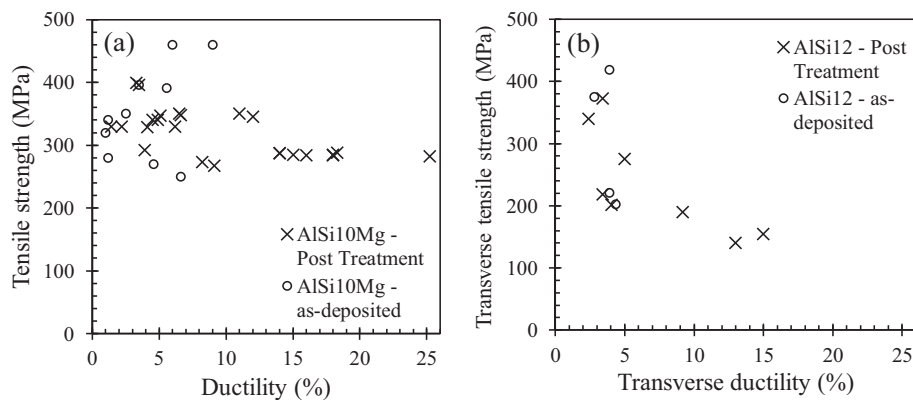 (a)
Tensile strength (MPa)
500
400
300
200
100
0
AlSi10Mg -
Post Treatment
AlSi10Mg -
as-deposited
0 5 10 15 20 25
Ductility (%)
(b)
Transverse tensile strength (MPa)
500
400
300
200
100
0
AlSi12 - Post
Treatment
AlSi12 - as-
deposited
0 5 10 15 20 25
Transverse ductility (%)